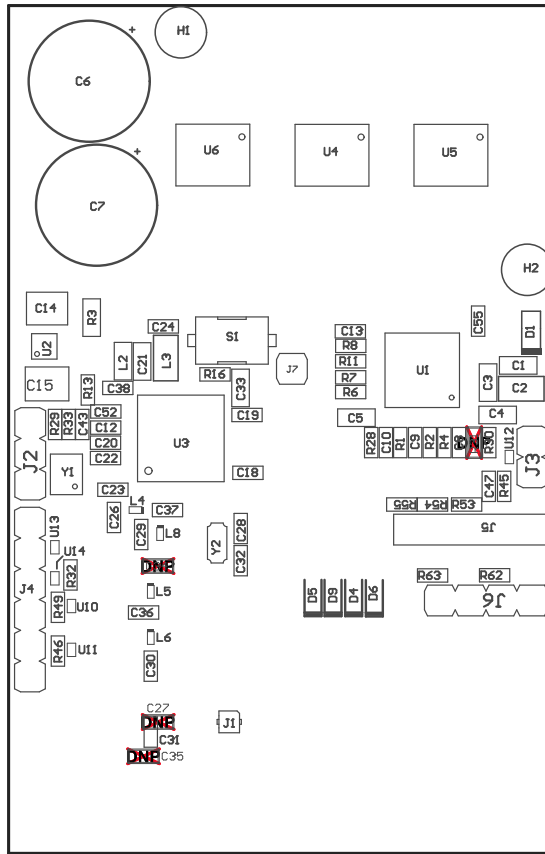 H1
+
C6
+
C7
U6
U4
U5
H2
C14
R3
C24
S1
C13
R8
C55
D1
U2
L2
C21
L3
R11
U1
C1
C15
R13
C38
R16
C33
J7
R7
R6
C3
C2
R29
R33
C43
C52
C12
C20
C22
C19
U3
C5
C4
R28
C10
R1
C9
R2
R4
R30
U12
J2
Y1
C18
J3
C23
L4
C37
C47
R45
R55
R54
R53
C26
C29
L8
C28
J5
U13
U14
Y2
C32
R32
DNP
R63
R62
J4
R49
U10
L5
C36
D5
D9
D4
D6
J6
R46
U11
L6
C30
C27
DNP
J1
C31
DNP
C35